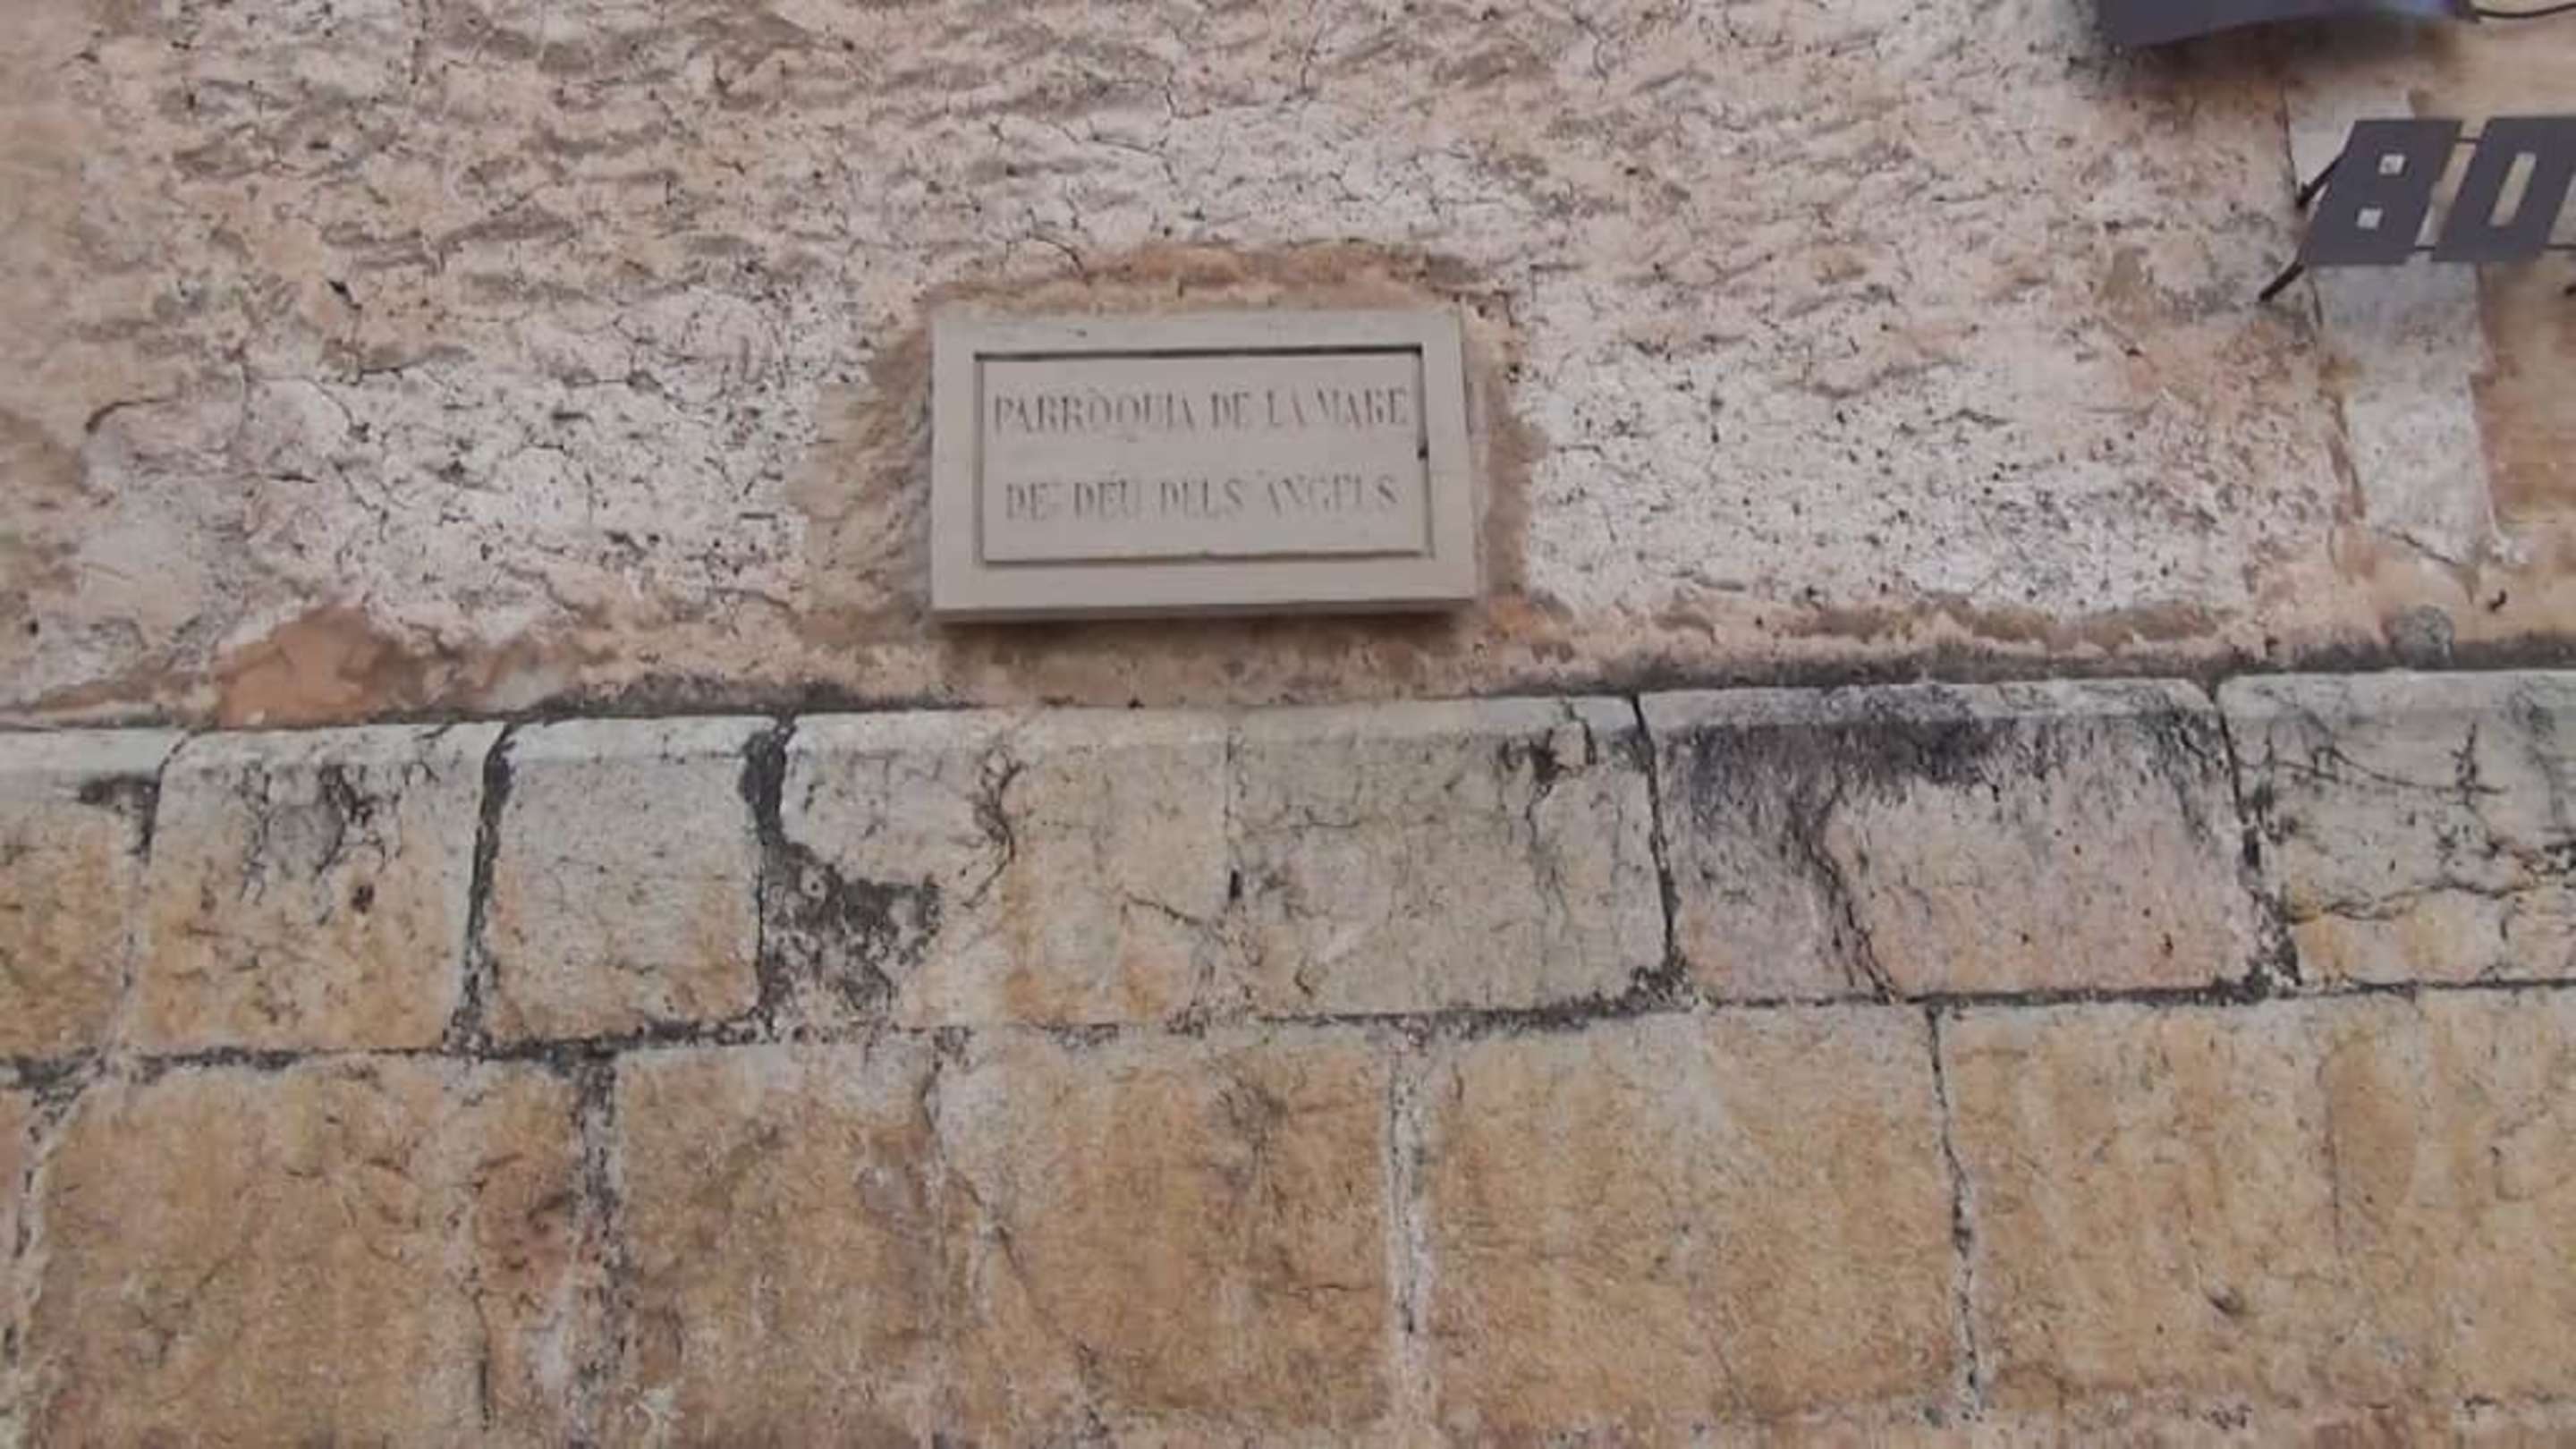 PARRÒQUIA DE LA MARE
DE DÉU DELS ÀNGELS